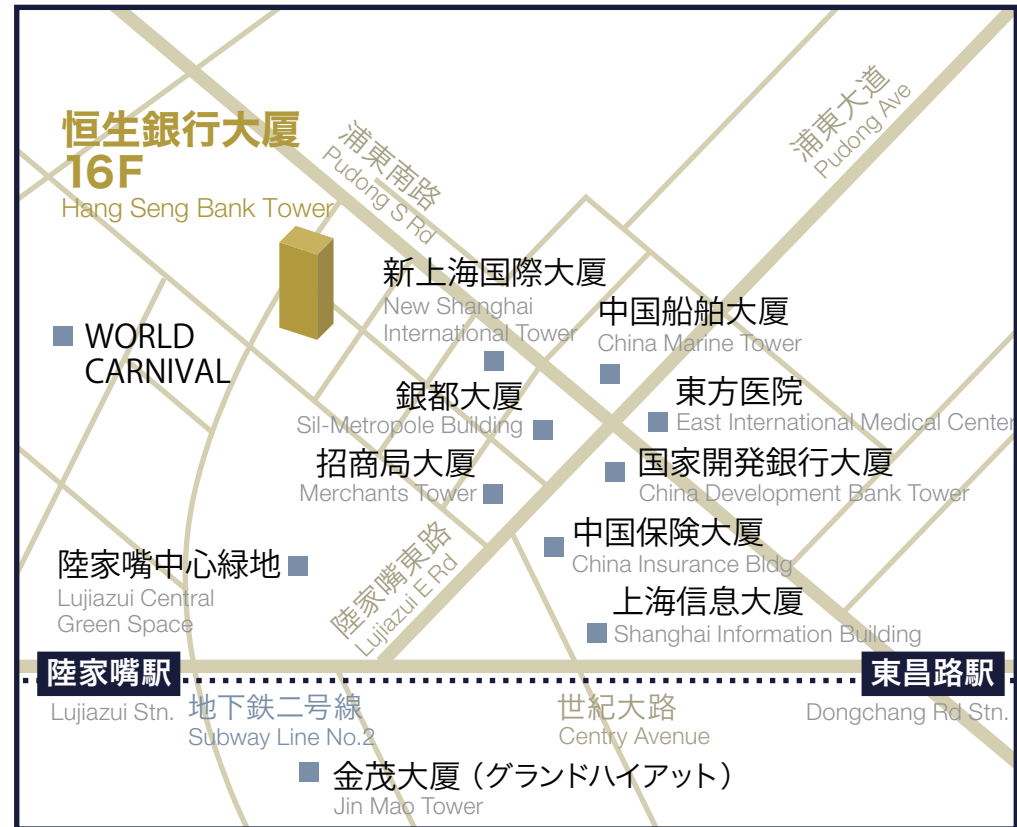 恒生銀行大厦
16F
Hang Seng Bank Tower
浦東南路
Pudong S Rd
浦東大道
Pudong Ave
新上海国際大厦
New Shanghai
International Tower
中国船舶大厦
China Marine Tower
WORLD
CARNIVAL
銀都大厦
Sil-Metropole Building
東方医院
East International Medical Center
招商局大厦
Merchants Tower
国家開発銀行大厦
China Development Bank Tower
中国保険大厦
China Insurance Bldg
陸家嘴中心緑地
Lujiazui Central
Green Space
陸家嘴東路
Lujiazui E Rd
上海信息大厦
Shanghai Information Building
陸家嘴駅
Lujiazui Stn.
地下鉄二号線
Subway Line No.2
世紀大路
Centry Avenue
東昌路駅
Dongchang Rd Stn.
金茂大厦（グランドハイアット）
Jin Mao Tower